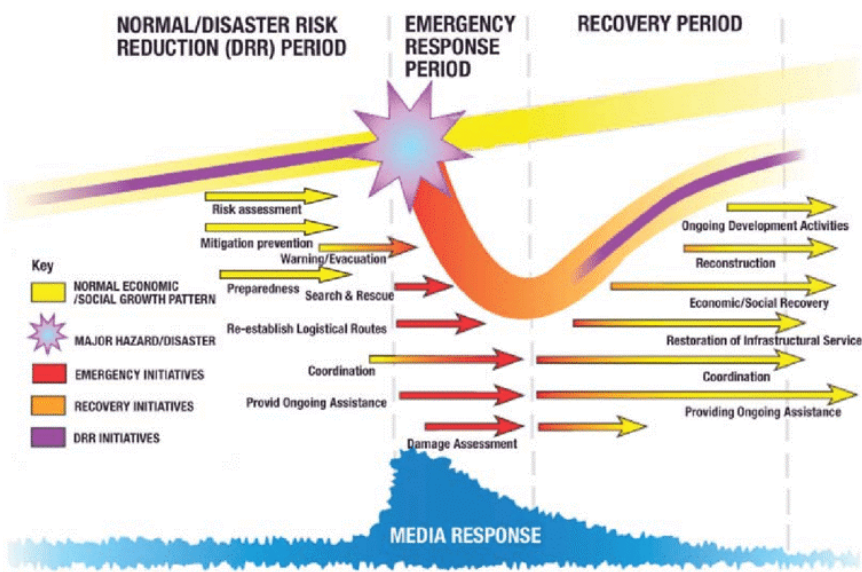 NORMAL/DISASTER RISK
REDUCTION (DRR) PERIOD
EMERGENCY
RESPONSE
PERIOD
RECOVERY PERIOD
Risk assessment
Mitigation prevention
Warning/Evacuation
Preparedness
Search & Rescue
Re-establish Logistical Routes
Coordination
Provid Ongoing Assistance
Damage Assessment
Ongoing Development Activities
Reconstruction
Economic/Social Recovery
Restoration of Infrastructural Service
Coordination
Providing Ongoing Assistance
Key
NORMAL ECONOMIC
/SOCIAL GROWTH PATTERN
MAJOR HAZARD/DISASTER
EMERGENCY INITIATIVES
RECOVERY INITIATIVES
DRR INITIATIVES
MEDIA RESPONSE